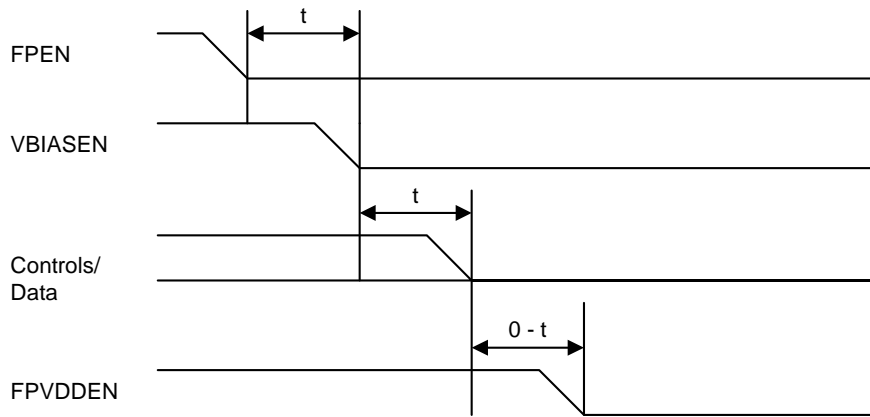 t
FPEN
VBIASEN
t
Controls/
Data
0 - t
FPVDDEN